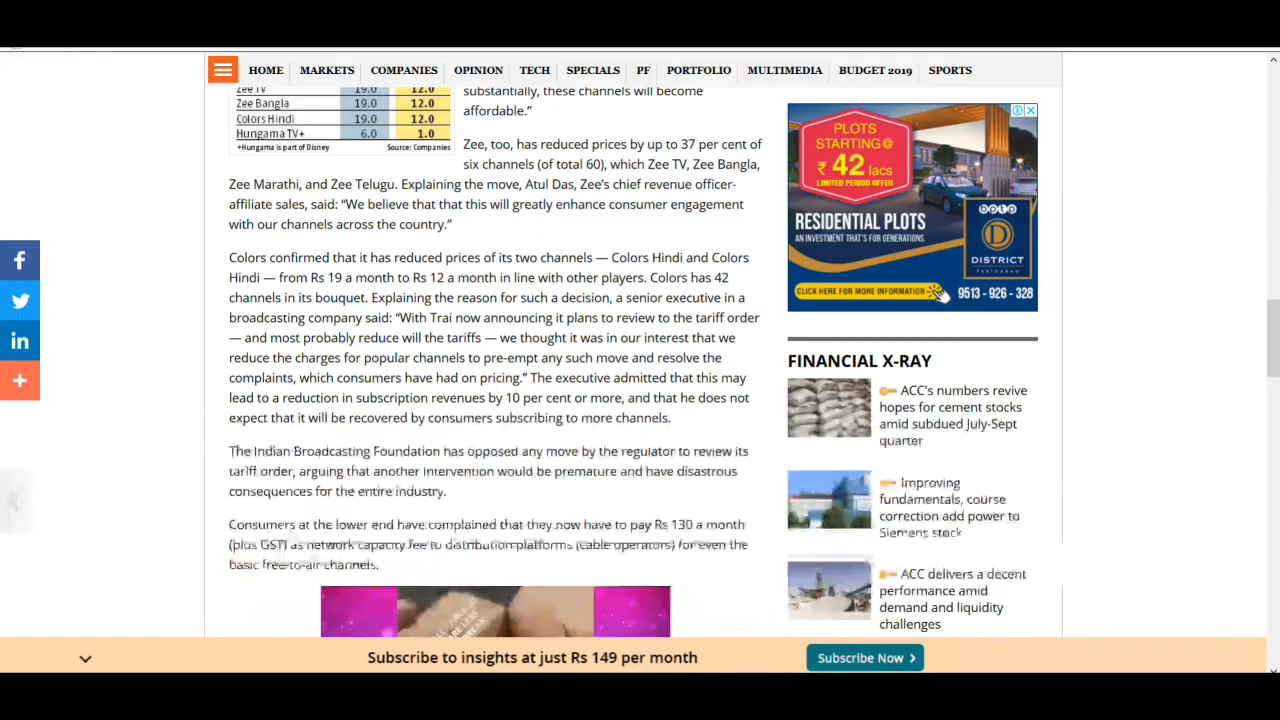 HOME MARKETS COMPANIES OPINION TECH SPECIALS PF PORTFOLIO MULTIMEDIA BUDGET 2019 SPORTS
Zee TV 19.0 12.0
Zee Bangla 19.0 12.0
Colors Hindi 19.0 12.0
Hungama TV+ 6.0 1.0
+Hungama is part of Disney Source: Companies
substantially, these channels will become
affordable.”
Zee, too, has reduced prices by up to 37 per cent of
six channels (of total 60), which Zee TV, Zee Bangla,
Zee Marathi, and Zee Telugu. Explaining the move, Atul Das, Zee’s chief revenue officer-
affiliate sales, said: “We believe that that this will greatly enhance consumer engagement
with our channels across the country.”
Colors confirmed that it has reduced prices of its two channels — Colors Hindi and Colors
Hindi — from Rs 19 a month to Rs 12 a month in line with other players. Colors has 42
channels in its bouquet. Explaining the reason for such a decision, a senior executive in a
broadcasting company said: “With Trai now announcing it plans to review to the tariff order
— and most probably reduce will the tariffs — we thought it was in our interest that we
reduce the charges for popular channels to pre-empt any such move and resolve the
complaints, which consumers have had on pricing.” The executive admitted that this may
lead to a reduction in subscription revenues by 10 per cent or more, and that he does not
expect that it will be recovered by consumers subscribing to more channels.
The Indian Broadcasting Foundation has opposed any move by the regulator to review its
tariff order, arguing that another intervention would be premature and have disastrous
consequences for the entire industry.
Consumers at the lower end have complained that they now have to pay Rs 130 a month
(plus GST) as network capacity fee to distribution platforms (cable operators) for even the
basic free-to-air channels.
PLOTS
STARTING@
₹ 42 lacs
LIMITED PERIOD OFFER
RESIDENTIAL PLOTS
AN INVESTMENT THAT'S FOR GENERATIONS.
bptp
D
DISTRICT
FARIDABAD
CLICK HERE FOR MORE INFORMATION
9513 - 926 - 328
FINANCIAL X-RAY
ACC's numbers revive
hopes for cement stocks
amid subdued July-Sept
quarter
Improving
fundamentals, course
correction add power to
Siemens stock
ACC delivers a decent
performance amid
demand and liquidity
challenges
Subscribe to insights at just Rs 149 per month
Subscribe Now